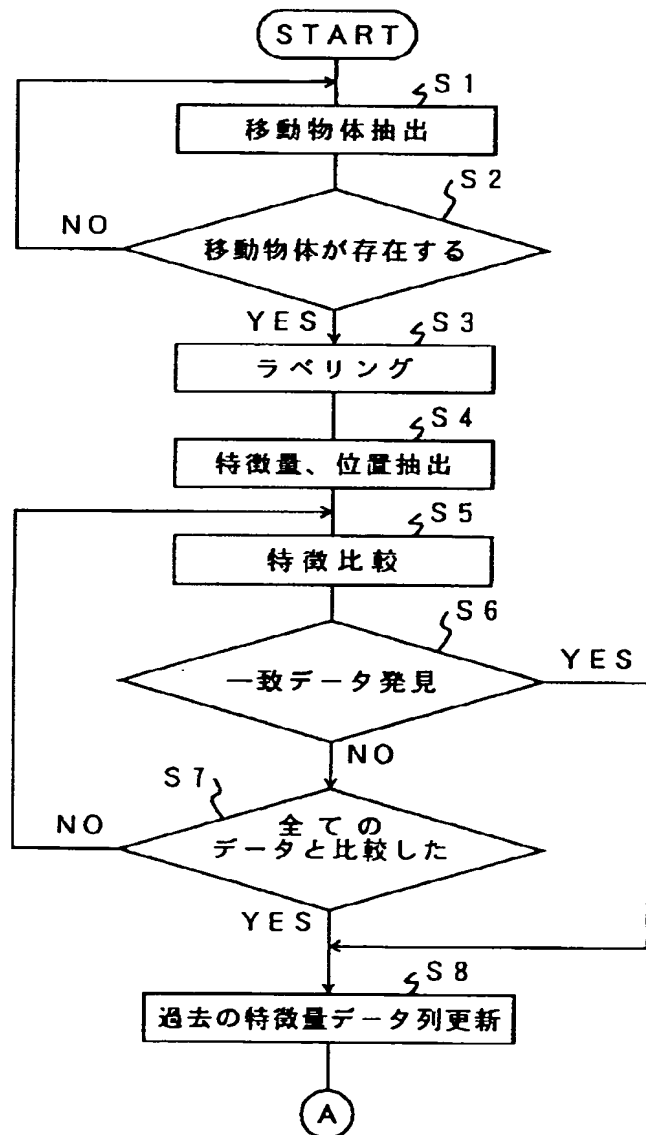 START
S1
移動物体抽出
S2
NO
移動物体が存在する
YES
S3
ラベリング
S4
特徴量、位置抽出
S5
特徴比較
S6
YES
一致データ発見
NO
S7
NO
全ての
データと比較した
YES
S8
過去の特徴量データ列更新
A